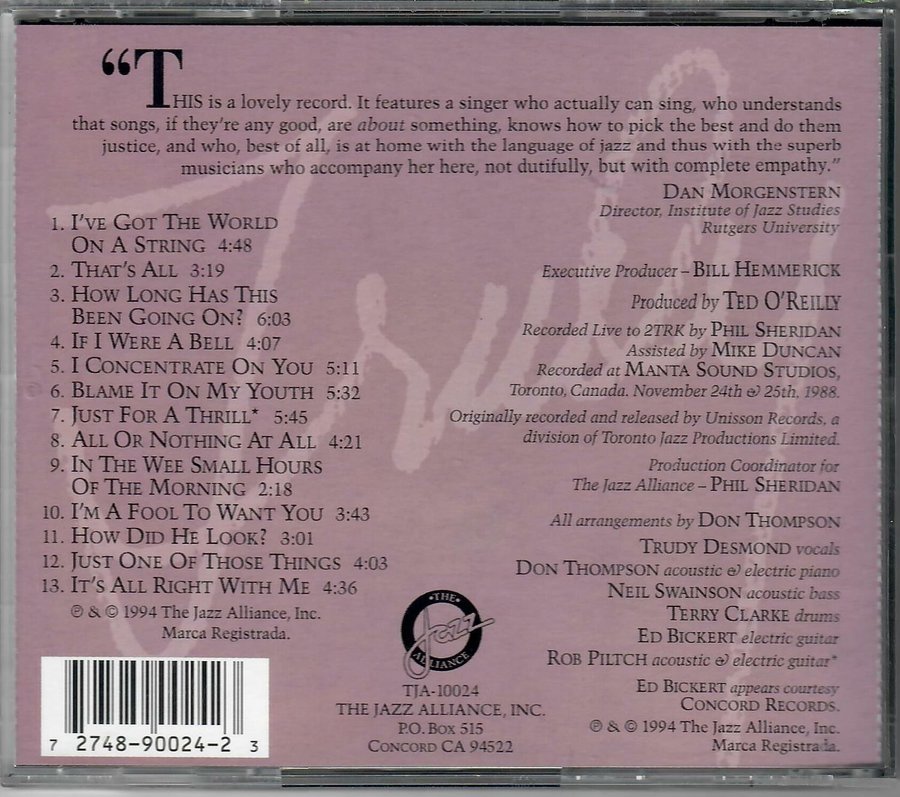 “THIS is a lovely record. It features a singer who actually can sing, who understands
that songs, if they're any good, are about something, knows how to pick the best and do them
justice, and who, best of all, is at home with the language of jazz and thus with the superb
musicians who accompany her here, not dutifully, but with complete empathy.”
DAN MORGENSTERN
Director, Institute of Jazz Studies
Rutgers University
1. I'VE GOT THE WORLD
ON A STRING 4:48
2. THAT'S ALL 3:19
3. HOW LONG HAS THIS
BEEN GOING ON? 6:03
4. IF I WERE A BELL 4:07
5. I CONCENTRATE ON YOU 5:11
6. BLAME IT ON MY YOUTH 5:32
7. JUST FOR A THRILL* 5:45
8. ALL OR NOTHING AT ALL 4:21
9. IN THE WEE SMALL HOURS
OF THE MORNING 2:18
10. I'M A FOOL TO WANT YOU 3:43
11. HOW DID HE LOOK? 3:01
12. JUST ONE OF THOSE THINGS 4:03
13. IT'S ALL RIGHT WITH ME 4:36
℗ & © 1994 The Jazz Alliance, Inc.
Marca Registrada.
Executive Producer – BILL HEMMERICK
Produced by TED O'REILLY
Recorded Live to 2TRK by PHIL SHERIDAN
Assisted by MIKE DUNCAN
Recorded at MANTA SOUND STUDIOS,
Toronto, Canada. November 24th & 25th, 1988.
Originally recorded and released by Unisson Records, a
division of Toronto Jazz Productions Limited.
Production Coordinator for
The Jazz Alliance – PHIL SHERIDAN
All arrangements by DON THOMPSON
TRUDY DESMOND vocals
DON THOMPSON acoustic & electric piano
NEIL SWAINSON acoustic bass
TERRY CLARKE drums
ED BICKERT electric guitar
ROB PILTCH acoustic & electric guitar*
ED BICKERT appears courtesy
CONCORD RECORDS.
℗ & © 1994 The Jazz Alliance, Inc.
Marca Registrada.
THE
Jazz
ALLIANCE
TJA-10024
THE JAZZ ALLIANCE, INC.
P.O. BOX 515
CONCORD CA 94522
7 2748-90024-2 3
Trudy